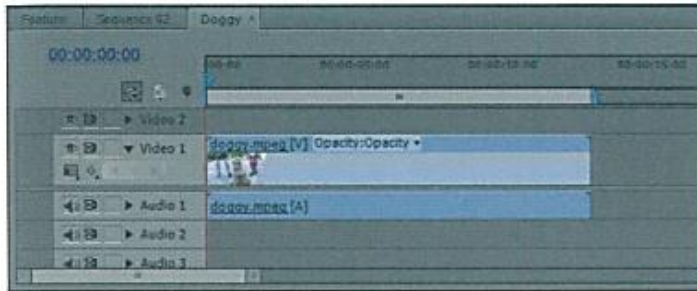 Feature Sequence 02 Doggy ×
00:00:00:00
00:00 00:00:05:00 00:00:10:00 00:00:15:00
Video 2
Video 1 doggy.mpeg [V] Opacity:Opacity
Audio 1 doggy.mpeg [A]
Audio 2
Audio 3